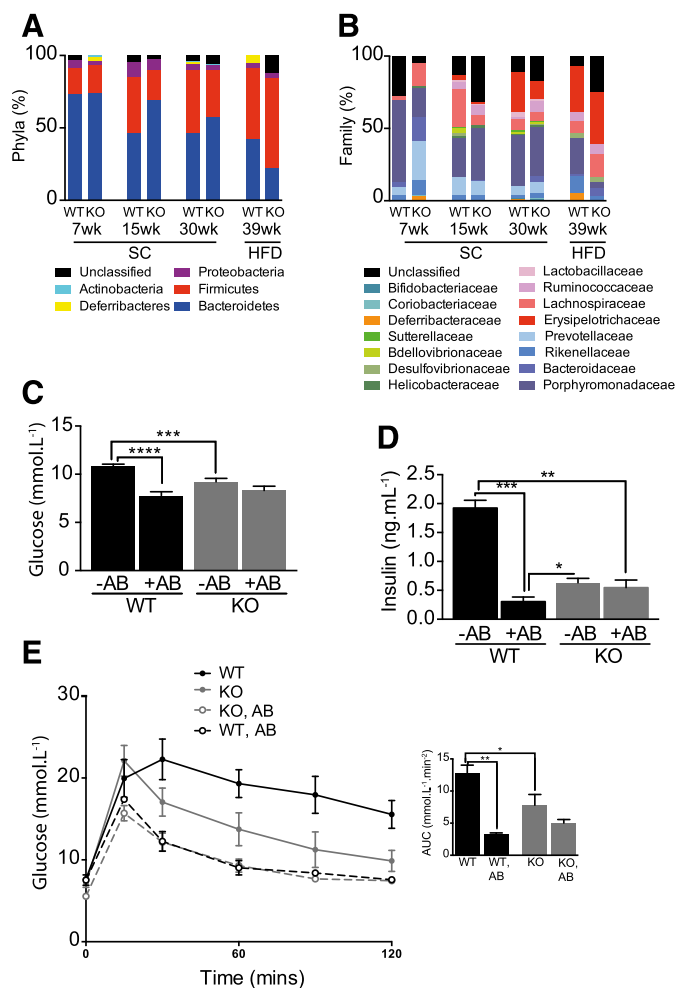 A
B
100
50
0
Phyla (%)
WT KO WT KO WT KO WT KO
7wk 15wk 30wk 39wk
SC HFD
Unclassified
Actinobacteria
Deferribacteres
Proteobacteria
Firmicutes
Bacteroidetes
100
50
0
Family (%)
WT KO WT KO WT KO WT KO
7wk 15wk 30wk 39wk
SC HFD
Unclassified
Bifidobacteriaceae
Coriobacteriaceae
Deferribacteraceae
Sutterellaceae
Bdellovibrionaceae
Desulfovibrionaceae
Helicobacteraceae
Lactobacillaceae
Ruminococcaceae
Lachnospiraceae
Erysipelotrichaceae
Prevotellaceae
Rikenellaceae
Bacteroidaceae
Porphyromonadaceae
C
15
10
5
0
Glucose (mmol.L-1)
***
****
-AB +AB -AB +AB
WT KO
D
2.5
2.0
1.5
1.0
0.5
0
Insulin (ng.mL-1)
**
***
*
-AB +AB -AB +AB
WT KO
E
WT
KO
KO, AB
WT, AB
30
20
10
0
Glucose (mmol.L-1)
0 60 120
Time (mins)
15
10
5
0
AUC (mmol.L-1.min-2)
*
**
WT WT, AB KO KO, AB